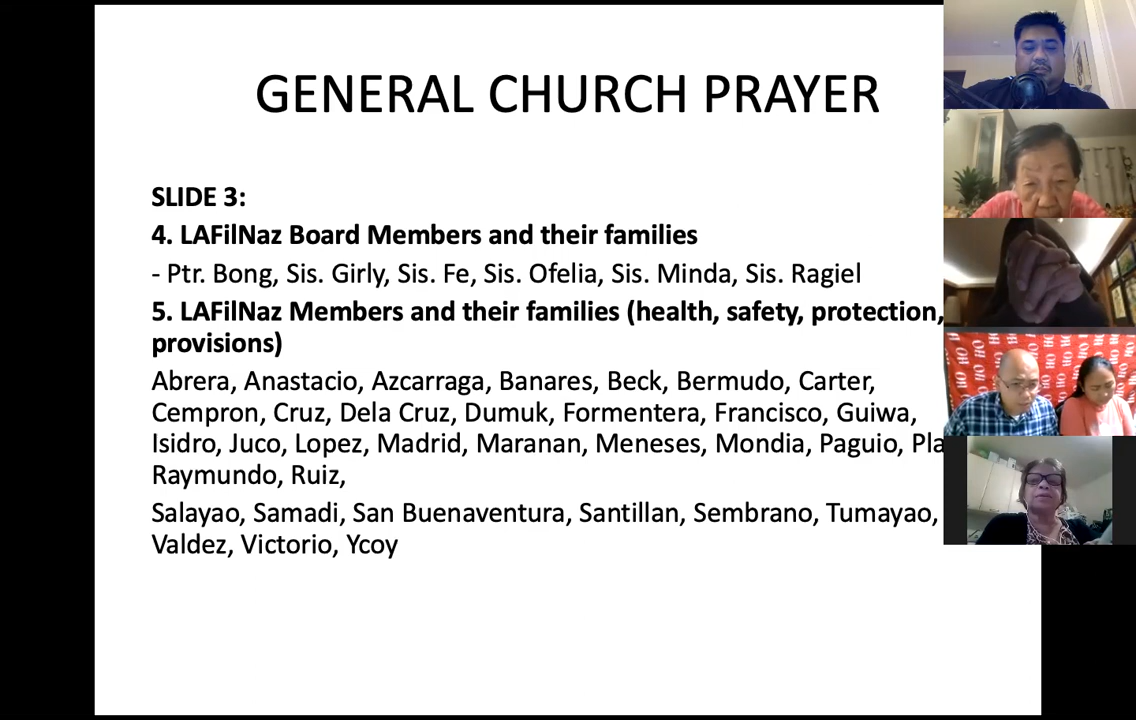 GENERAL CHURCH PRAYER
SLIDE 3:
4. LAFilNaz Board Members and their families
- Ptr. Bong, Sis. Girly, Sis. Fe, Sis. Ofelia, Sis. Minda, Sis. Ragiel
5. LAFilNaz Members and their families (health, safety, protection,
provisions)
Abrera, Anastacio, Azcarraga, Banares, Beck, Bermudo, Carter,
Cempron, Cruz, Dela Cruz, Dumuk, Formentera, Francisco, Guiwa,
Isidro, Juco, Lopez, Madrid, Maranan, Meneses, Mondia, Paguio,
Raymundo, Ruiz,
Salayao, Samadi, San Buenaventura, Santillan, Sembrano, Tumayao,
Valdez, Victorio, Ycoy
HO HO HO